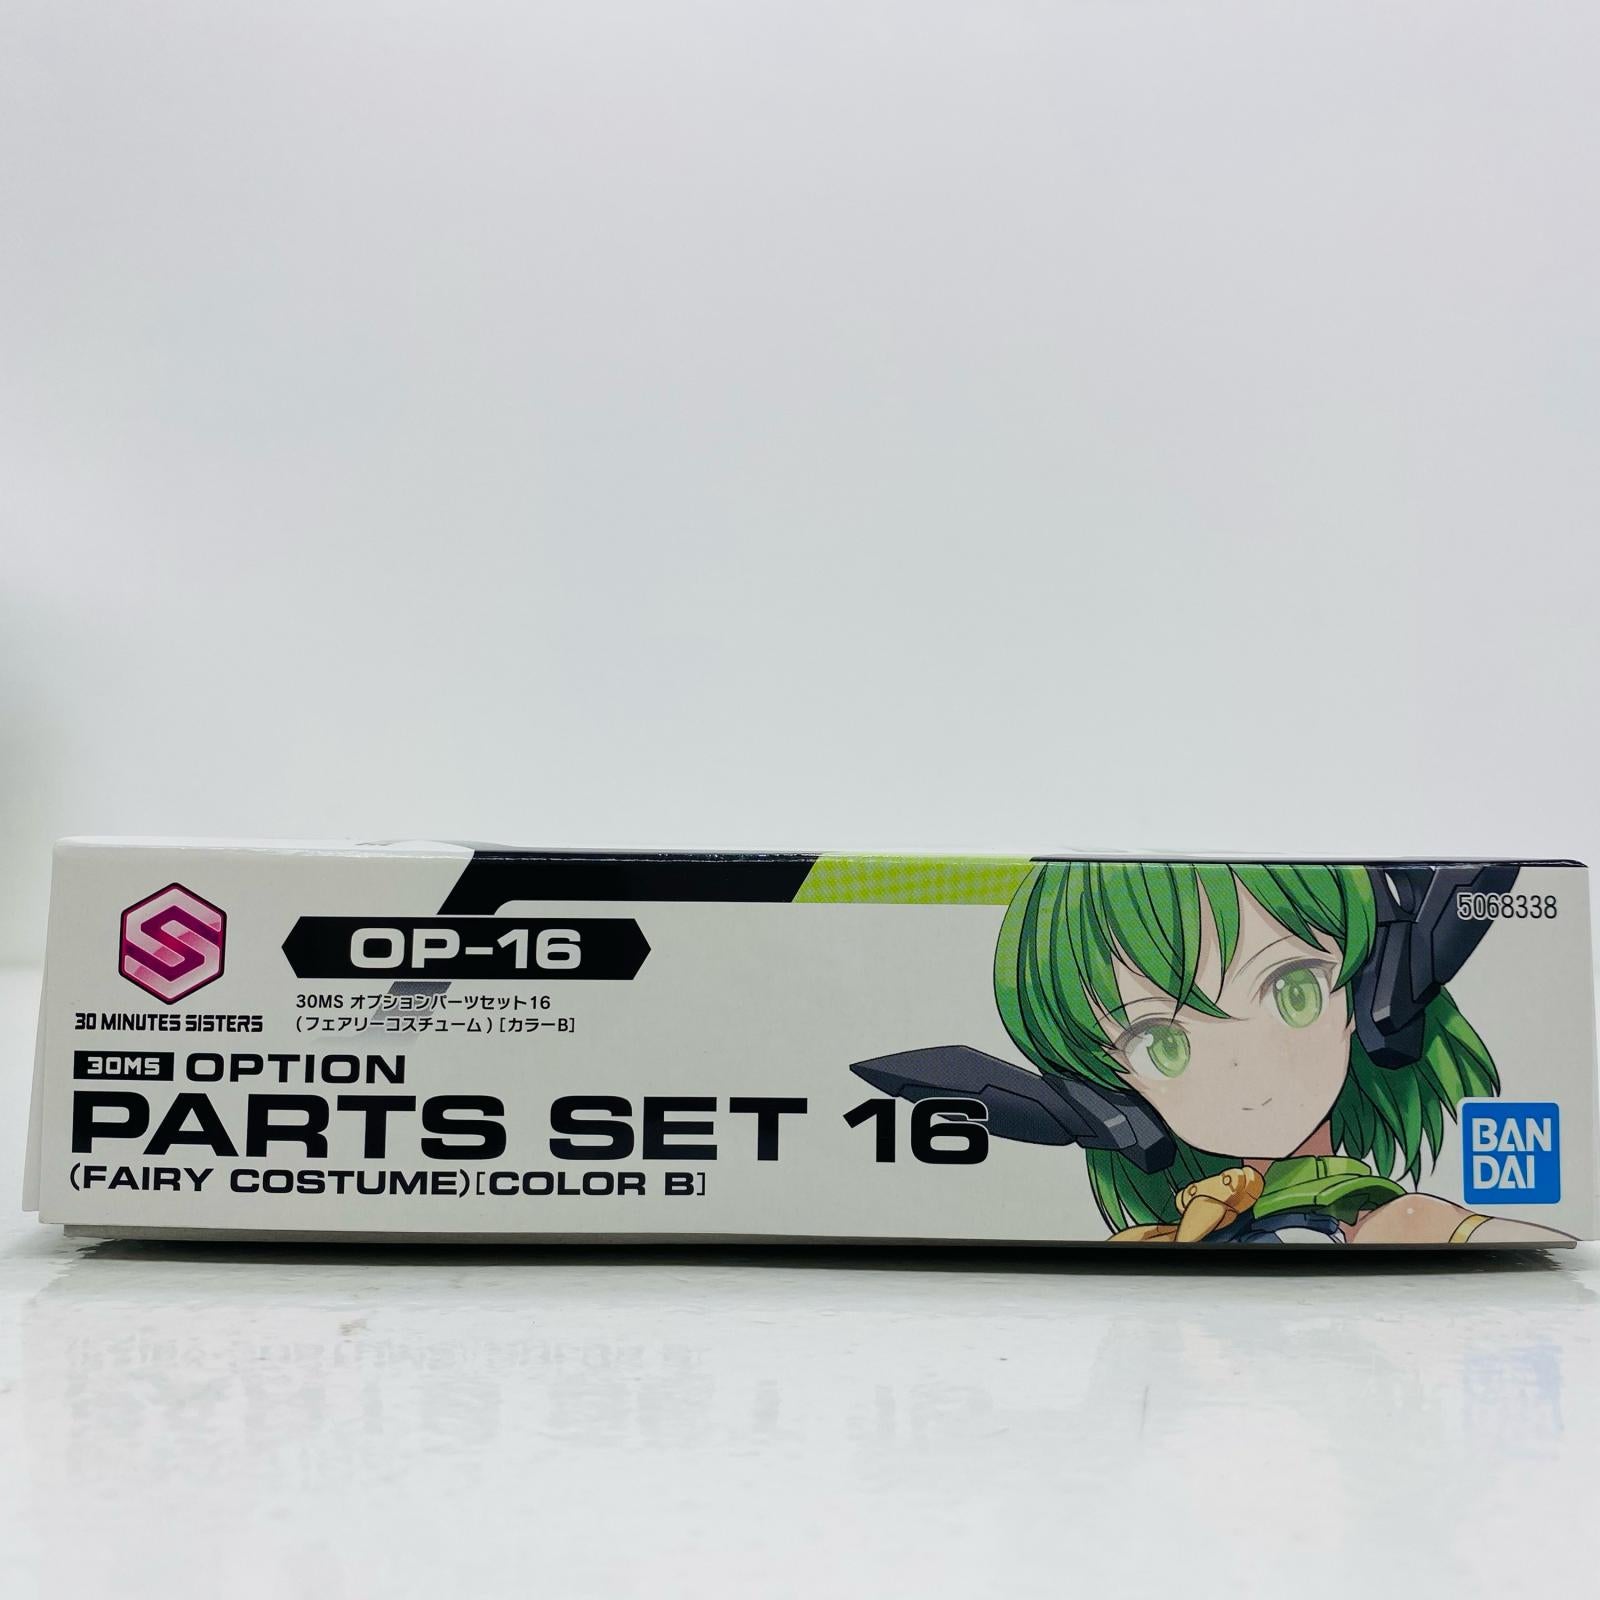 5068338
30 MINUTES SISTERS
OP-16
30MS オプションパーツセット16
(フェアリーコスチューム)[カラーB]
30MS OPTION
PARTS SET 16
(FAIRY COSTUME)[COLOR B]
BAN
DAI